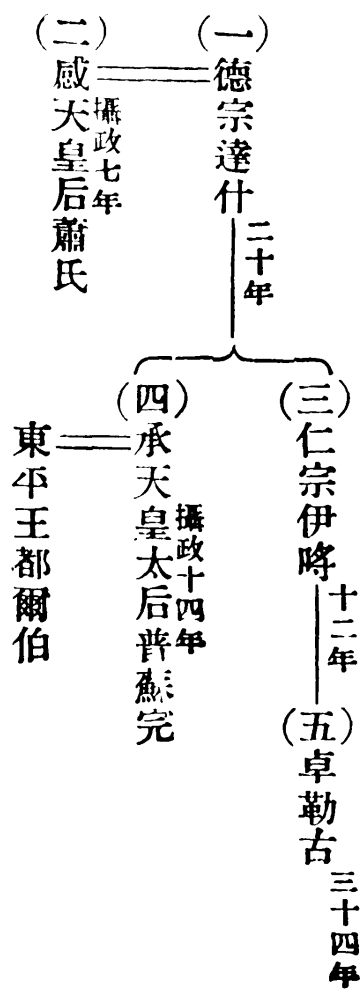 (一)德宗達什
二十年
(二)感天皇后蕭氏
攝政七年
(三)仁宗伊時
十二年
(四)承天皇太后普蘇完
攝政十四年
東平王都爾伯
(五)卓勒古
三十四年